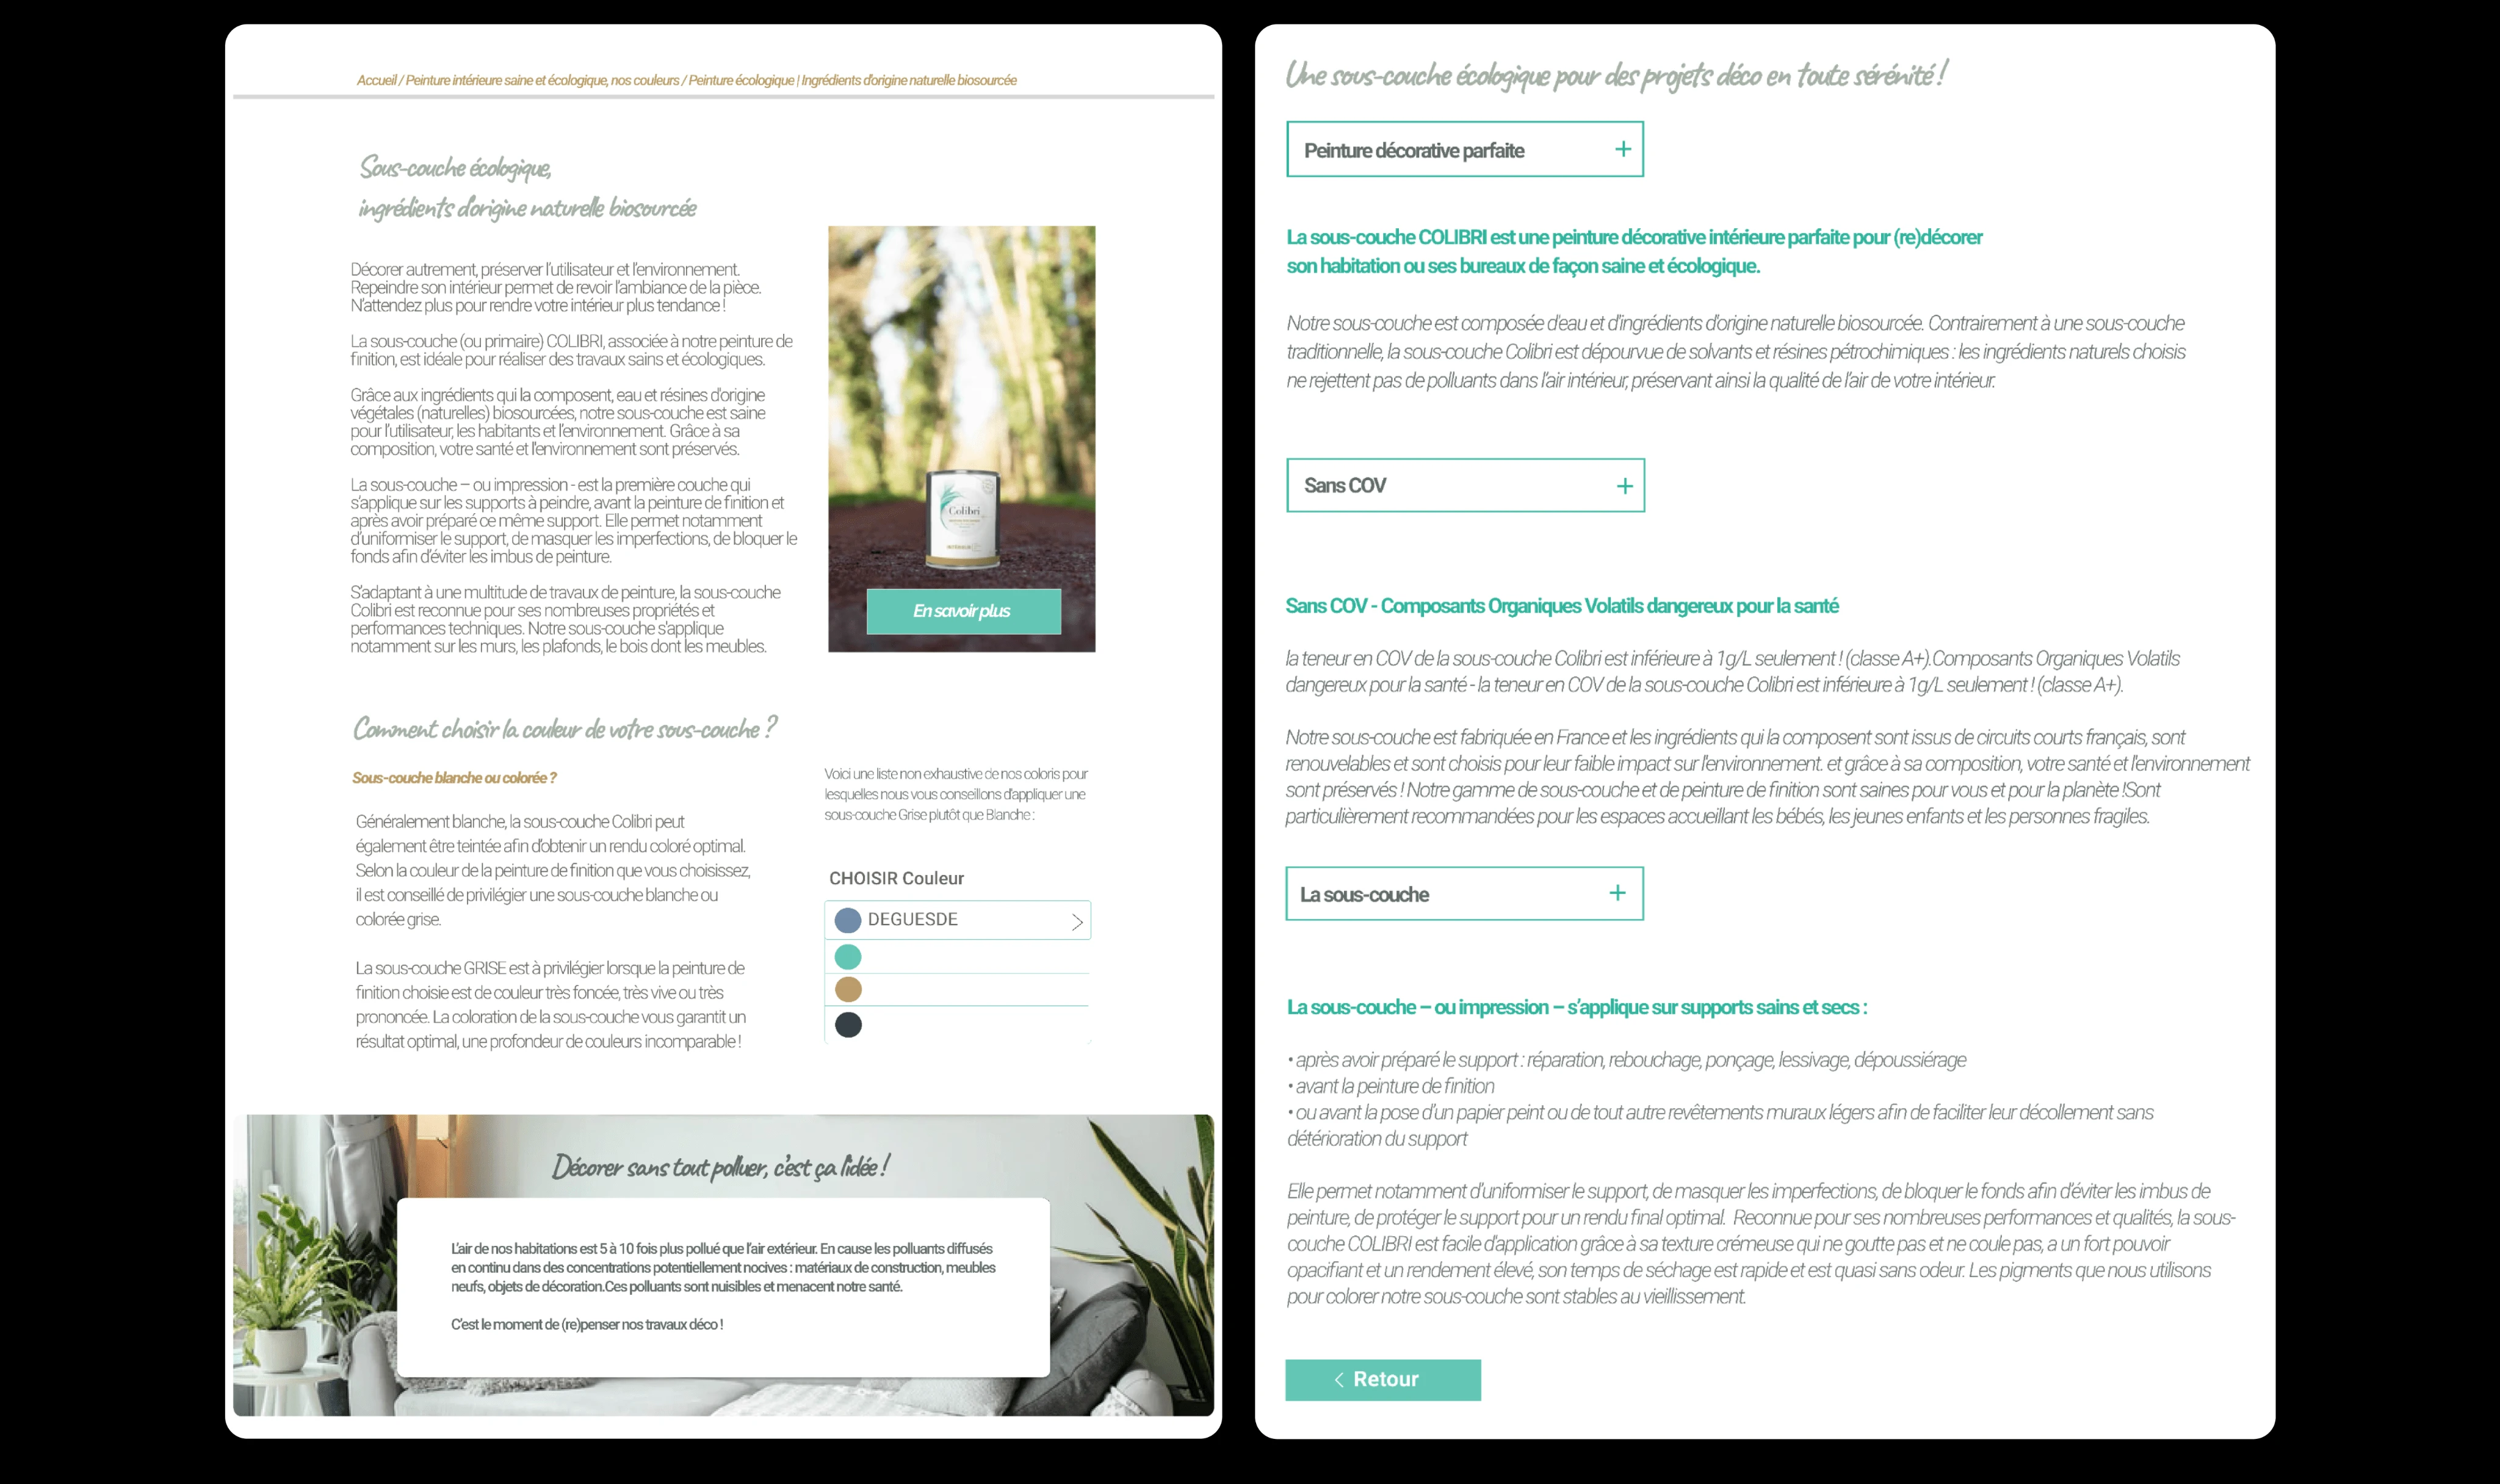 Accueil / Peinture intérieure saine et écologique, nos couleurs / Peinture écologique | Ingrédients d'origine naturelle biosourcée
Sous-couche écologique,
ingrédients d'origine naturelle biosourcée
Décorer autrement, préserver l'utilisateur et l'environnement.
Repeindre son intérieur permet de revoir l'ambiance de la pièce.
N'attendez plus pour rendre votre intérieur plus tendance !
La sous-couche (ou primaire) COLIBRI, associée à notre peinture de
finition, est idéale pour réaliser des travaux sains et écologiques.
Grâce aux ingrédients qui la composent, eau et résines d'origine
végétales (naturelles) biosourcées, notre sous-couche est saine
pour l'utilisateur, les habitants et l'environnement. Grâce à sa
composition, votre santé et l'environnement sont préservés.
La sous-couche – ou impression - est la première couche qui
s'applique sur les supports à peindre, avant la peinture de finition et
après avoir préparé ce même support. Elle permet notamment
d'uniformiser le support, de masquer les imperfections, de bloquer le
fonds afin d'éviter les imbus de peinture.
S'adaptant à une multitude de travaux de peinture, la sous-couche
Colibri est reconnue pour ses nombreuses propriétés et
performances techniques. Notre sous-couche s'applique
notamment sur les murs, les plafonds, le bois dont les meubles.
Colibri
En savoir plus
Comment choisir la couleur de votre sous-couche ?
Sous-couche blanche ou colorée ?
Généralement blanche, la sous-couche Colibri peut
également être teintée afin d'obtenir un rendu coloré optimal.
Selon la couleur de la peinture de finition que vous choisissez,
il est conseillé de privilégier une sous-couche blanche ou
colorée grise.
La sous-couche GRISE est à privilégier lorsque la peinture de
finition choisie est de couleur très foncée, très vive ou très
prononcée. La coloration de la sous-couche vous garantit un
résultat optimal, une profondeur de couleurs incomparable !
Voici une liste non exhaustive de nos coloris pour
lesquelles nous vous conseillons d'appliquer une
sous-couche Grise plutôt que Blanche :
CHOISIR Couleur
DEGUESDE
Décorer sans tout polluer, c'est ça l'idée !
L'air de nos habitations est 5 à 10 fois plus pollué que l'air extérieur. En cause les polluants diffusés
en continu dans des concentrations potentiellement nocives : matériaux de construction, meubles
neufs, objets de décoration.Ces polluants sont nuisibles et menacent notre santé.
C'est le moment de (re)penser nos travaux déco !
Une sous-couche écologique pour des projets déco en toute sérénité !
Peinture décorative parfaite +
La sous-couche COLIBRI est une peinture décorative intérieure parfaite pour (re)décorer
son habitation ou ses bureaux de façon saine et écologique.
Notre sous-couche est composée d'eau et d'ingrédients d'origine naturelle biosourcée. Contrairement à une sous-couche
traditionnelle, la sous-couche Colibri est dépourvue de solvants et résines pétrochimiques : les ingrédients naturels choisis
ne rejettent pas de polluants dans l'air intérieur, préservant ainsi la qualité de l'air de votre intérieur.
Sans COV +
Sans COV - Composants Organiques Volatils dangereux pour la santé
la teneur en COV de la sous-couche Colibri est inférieure à 1g/L seulement ! (classe A+).Composants Organiques Volatils
dangereux pour la santé - la teneur en COV de la sous-couche Colibri est inférieure à 1g/L seulement ! (classe A+).
Notre sous-couche est fabriquée en France et les ingrédients qui la composent sont issus de circuits courts français, sont
renouvelables et sont choisis pour leur faible impact sur l'environnement. et grâce à sa composition, votre santé et l'environnement
sont préservés ! Notre gamme de sous-couche et de peinture de finition sont saines pour vous et pour la planète !Sont
particulièrement recommandées pour les espaces accueillant les bébés, les jeunes enfants et les personnes fragiles.
La sous-couche +
La sous-couche – ou impression – s'applique sur supports sains et secs :
• après avoir préparé le support : réparation, rebouchage, ponçage, lessivage, dépoussiérage
• avant la peinture de finition
• ou avant la pose d'un papier peint ou de tout autre revêtements muraux légers afin de faciliter leur décollement sans
détérioration du support
Elle permet notamment d'uniformiser le support, de masquer les imperfections, de bloquer le fonds afin d'éviter les imbus de
peinture, de protéger le support pour un rendu final optimal. Reconnue pour ses nombreuses performances et qualités, la sous-
couche COLIBRI est facile d'application grâce à sa texture crémeuse qui ne goutte pas et ne coule pas, a un fort pouvoir
opacifiant et un rendement élevé, son temps de séchage est rapide et est quasi sans odeur. Les pigments que nous utilisons
pour colorer notre sous-couche sont stables au vieillissement.
< Retour